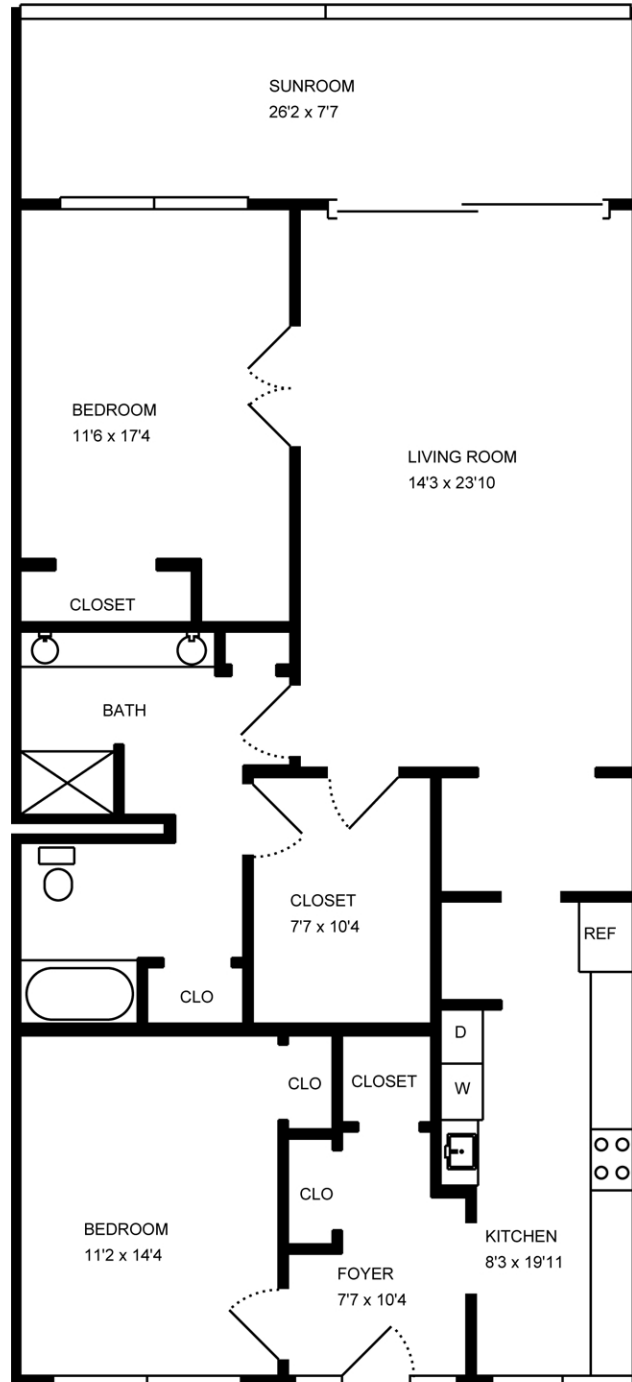 SUNROOM
26'2 x 7'7
BEDROOM
11'6 x 17'4
LIVING ROOM
14'3 x 23'10
CLOSET
BATH
CLOSET
7'7 x 10'4
REF
CLO
D
CLO
CLOSET
W
CLO
BEDROOM
11'2 x 14'4
KITCHEN
8'3 x 19'11
FOYER
7'7 x 10'4